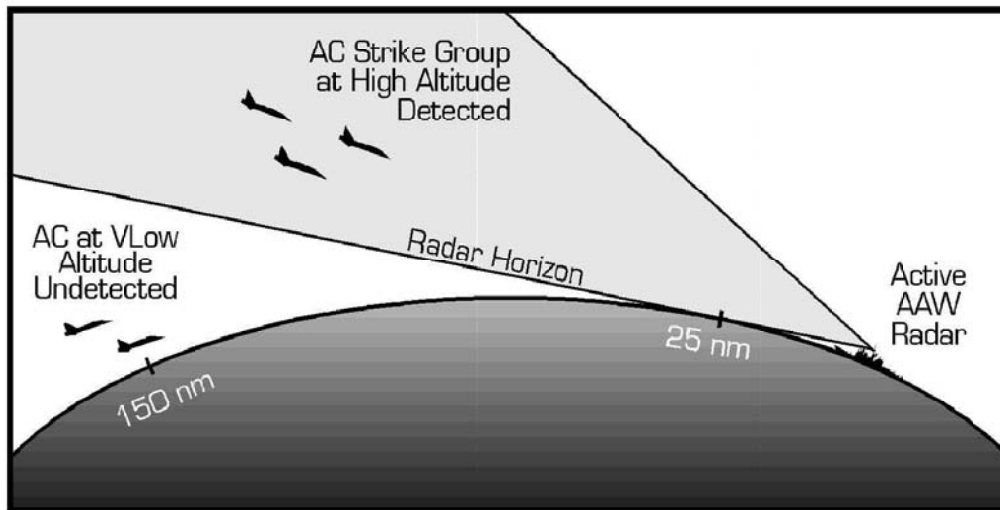 AC Strike Group
at High Altitude
Detected
Radar Horizon
AC at VLow
Altitude
Undetected
Active
AAW
Radar
25 nm
150 nm